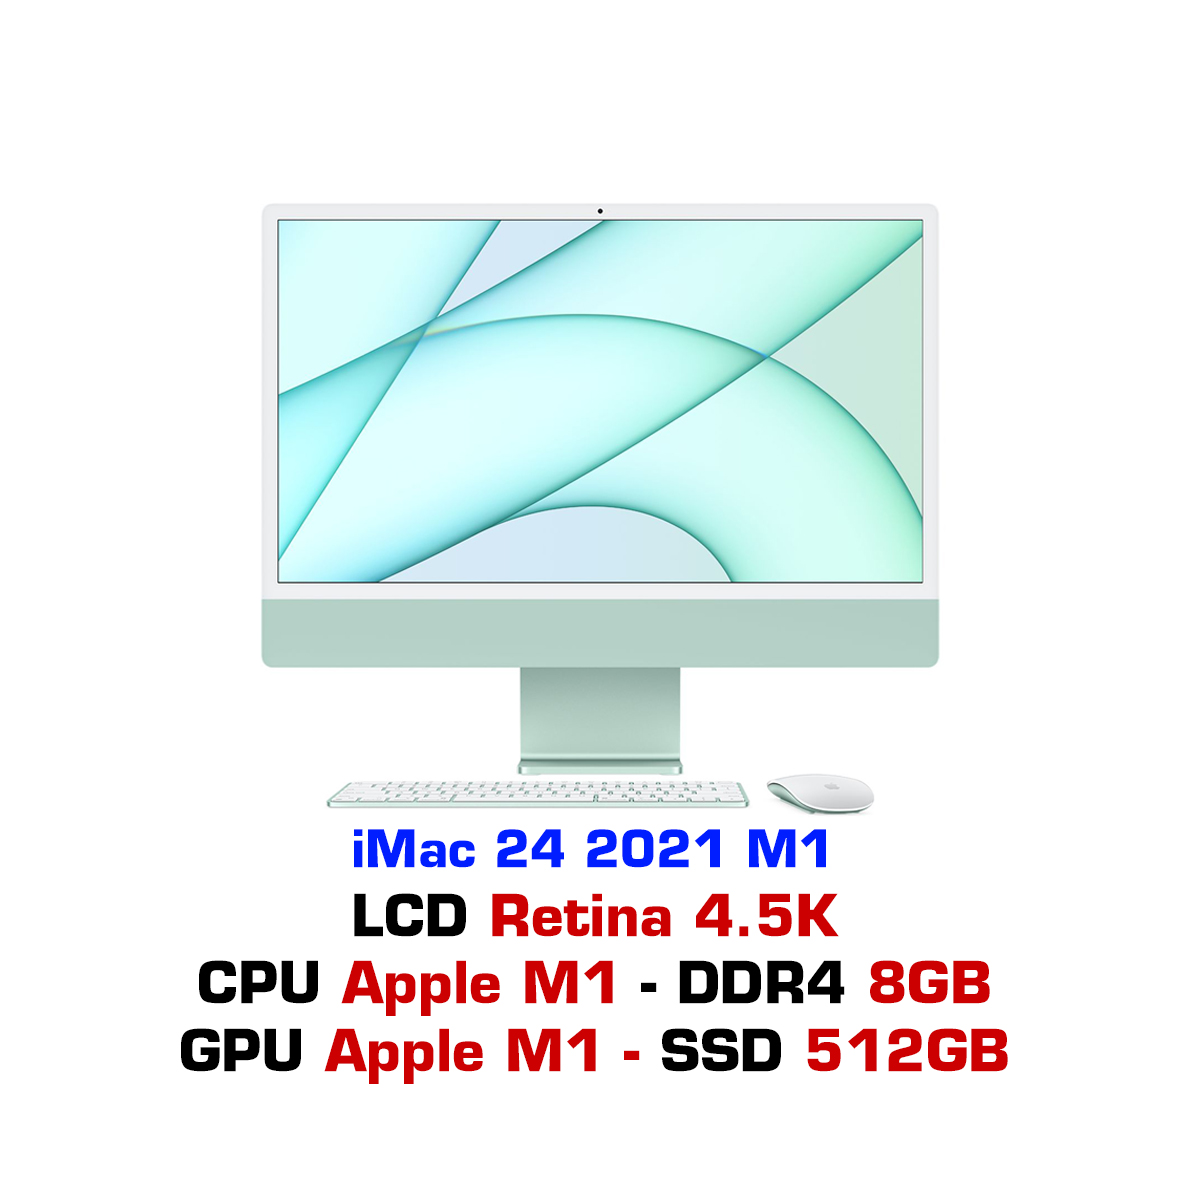 iMac 24 2021 M1
LCD Retina 4.5K
CPU Apple M1 - DDR4 8GB
GPU Apple M1 - SSD 512GB